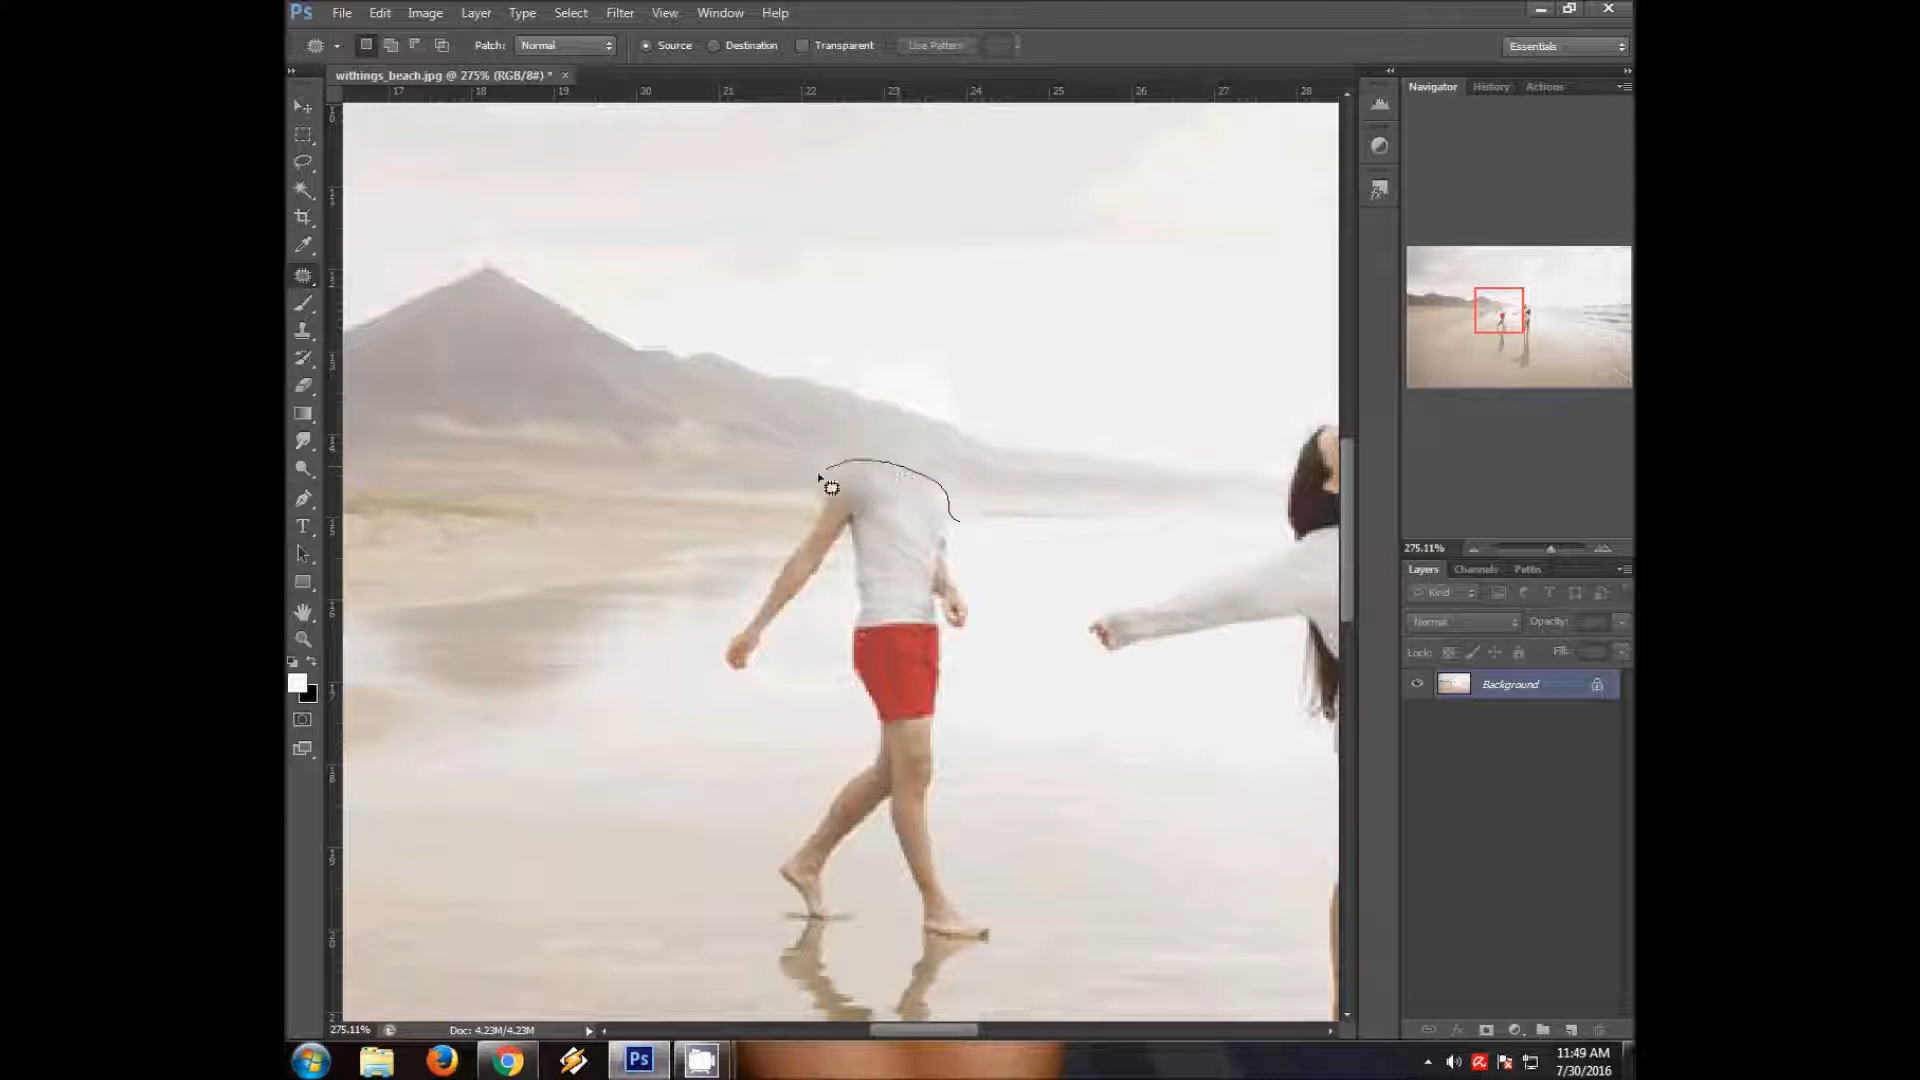 Ps File Edit Image Layer Type Select Filter View Window Help
Patch: Normal Source Destination Transparent Use Pattern Essentials
withings_beach.jpg @ 275% (RGB/8#) * ×
17 18 19 20 21 22 23 24 25 26 27 28
Navigator History Actions
275.11%
Layers Channels Paths
Kind
Normal Opacity:
Lock: Fill:
Background
T
275.11% Doc: 4.23M/4.23M
Ps
11:49 AM
7/30/2016